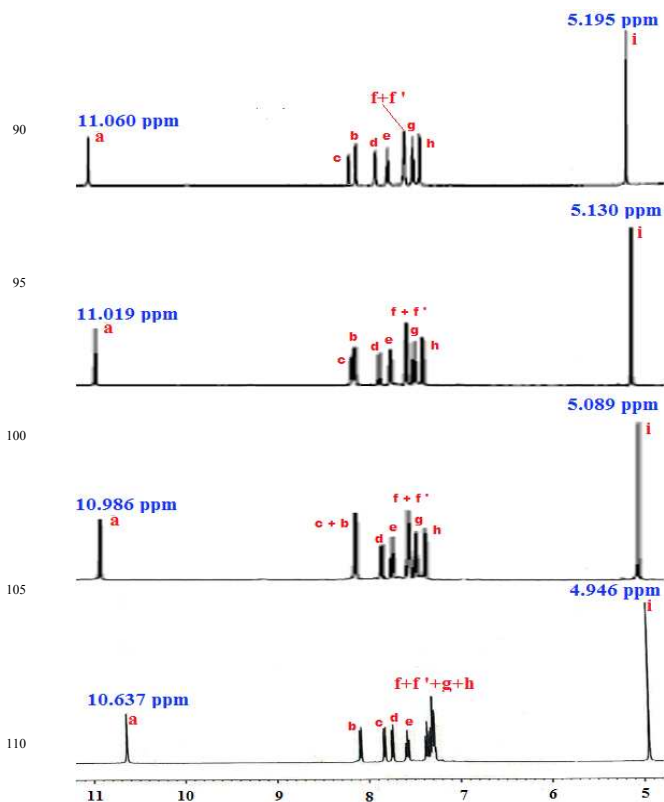 5.195 ppm
i
f+f '
90
11.060 ppm
a
c
b
d
e
g
h
5.130 ppm
i
95
11.019 ppm
a
f + f '
c
b
d
e
g
h
5.089 ppm
i
100
10.986 ppm
a
f + f '
c + b
d
e
g
h
4.946 ppm
i
105
10.637 ppm
a
f+f '+g+h
b
c
d
e
110
11 10 9 8 7 6 5